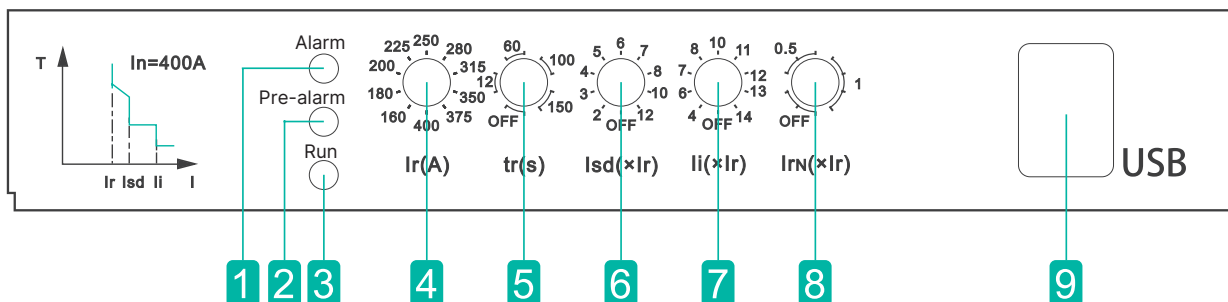 T
In=400A
Ir Isd Ii I
Alarm
Pre-alarm
Run
160 180 200 225 250 280 315 350 375 400
Ir(A)
OFF 12 60 100 150
tr(s)
2 3 4 5 6 7 8 10 12 OFF
Isd(×Ir)
4 6 7 8 10 11 12 13 14 OFF
Ii(×Ir)
OFF 0.5 1
IrN(×Ir)
USB
1 2 3 4 5 6 7 8 9